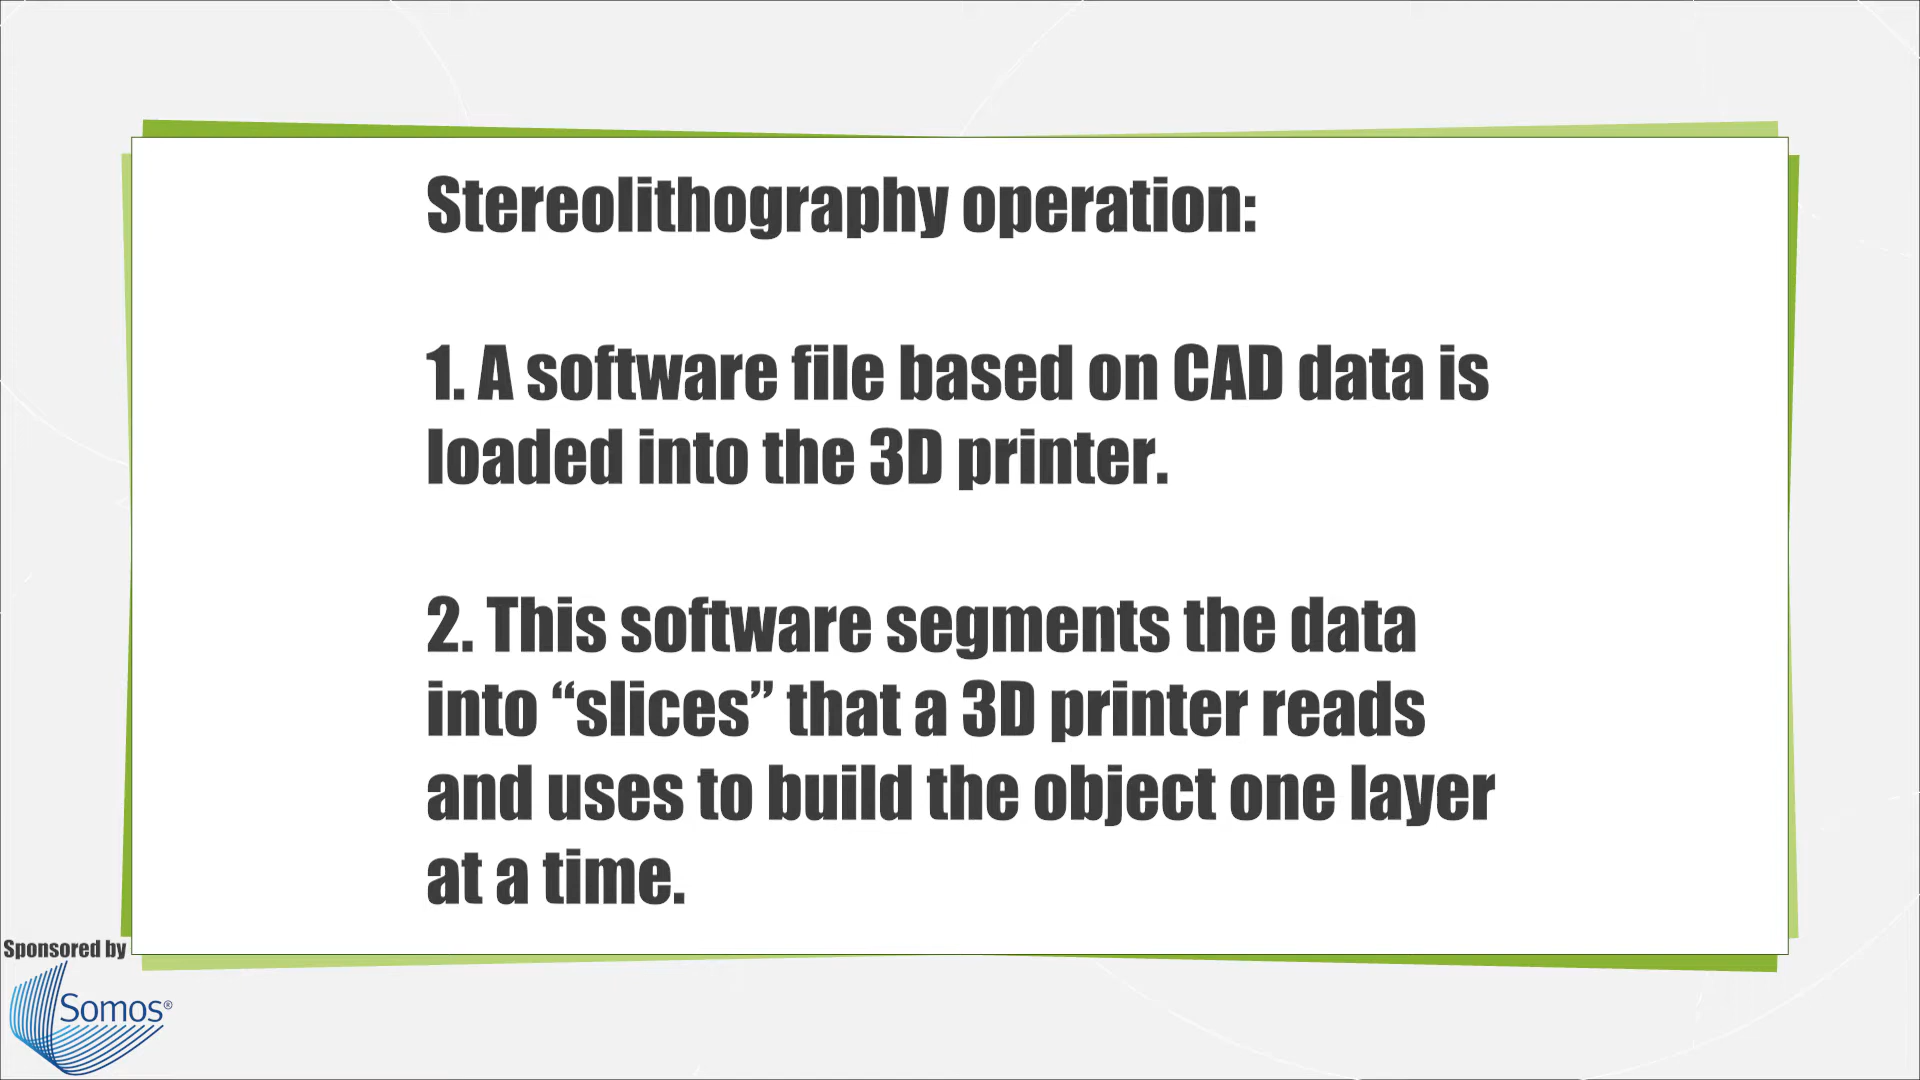 Stereolithography operation:
1. A software file based on CAD data is
loaded into the 3D printer.
2. This software segments the data
into “slices” that a 3D printer reads
and uses to build the object one layer
at a time.
Sponsored by
Somos®